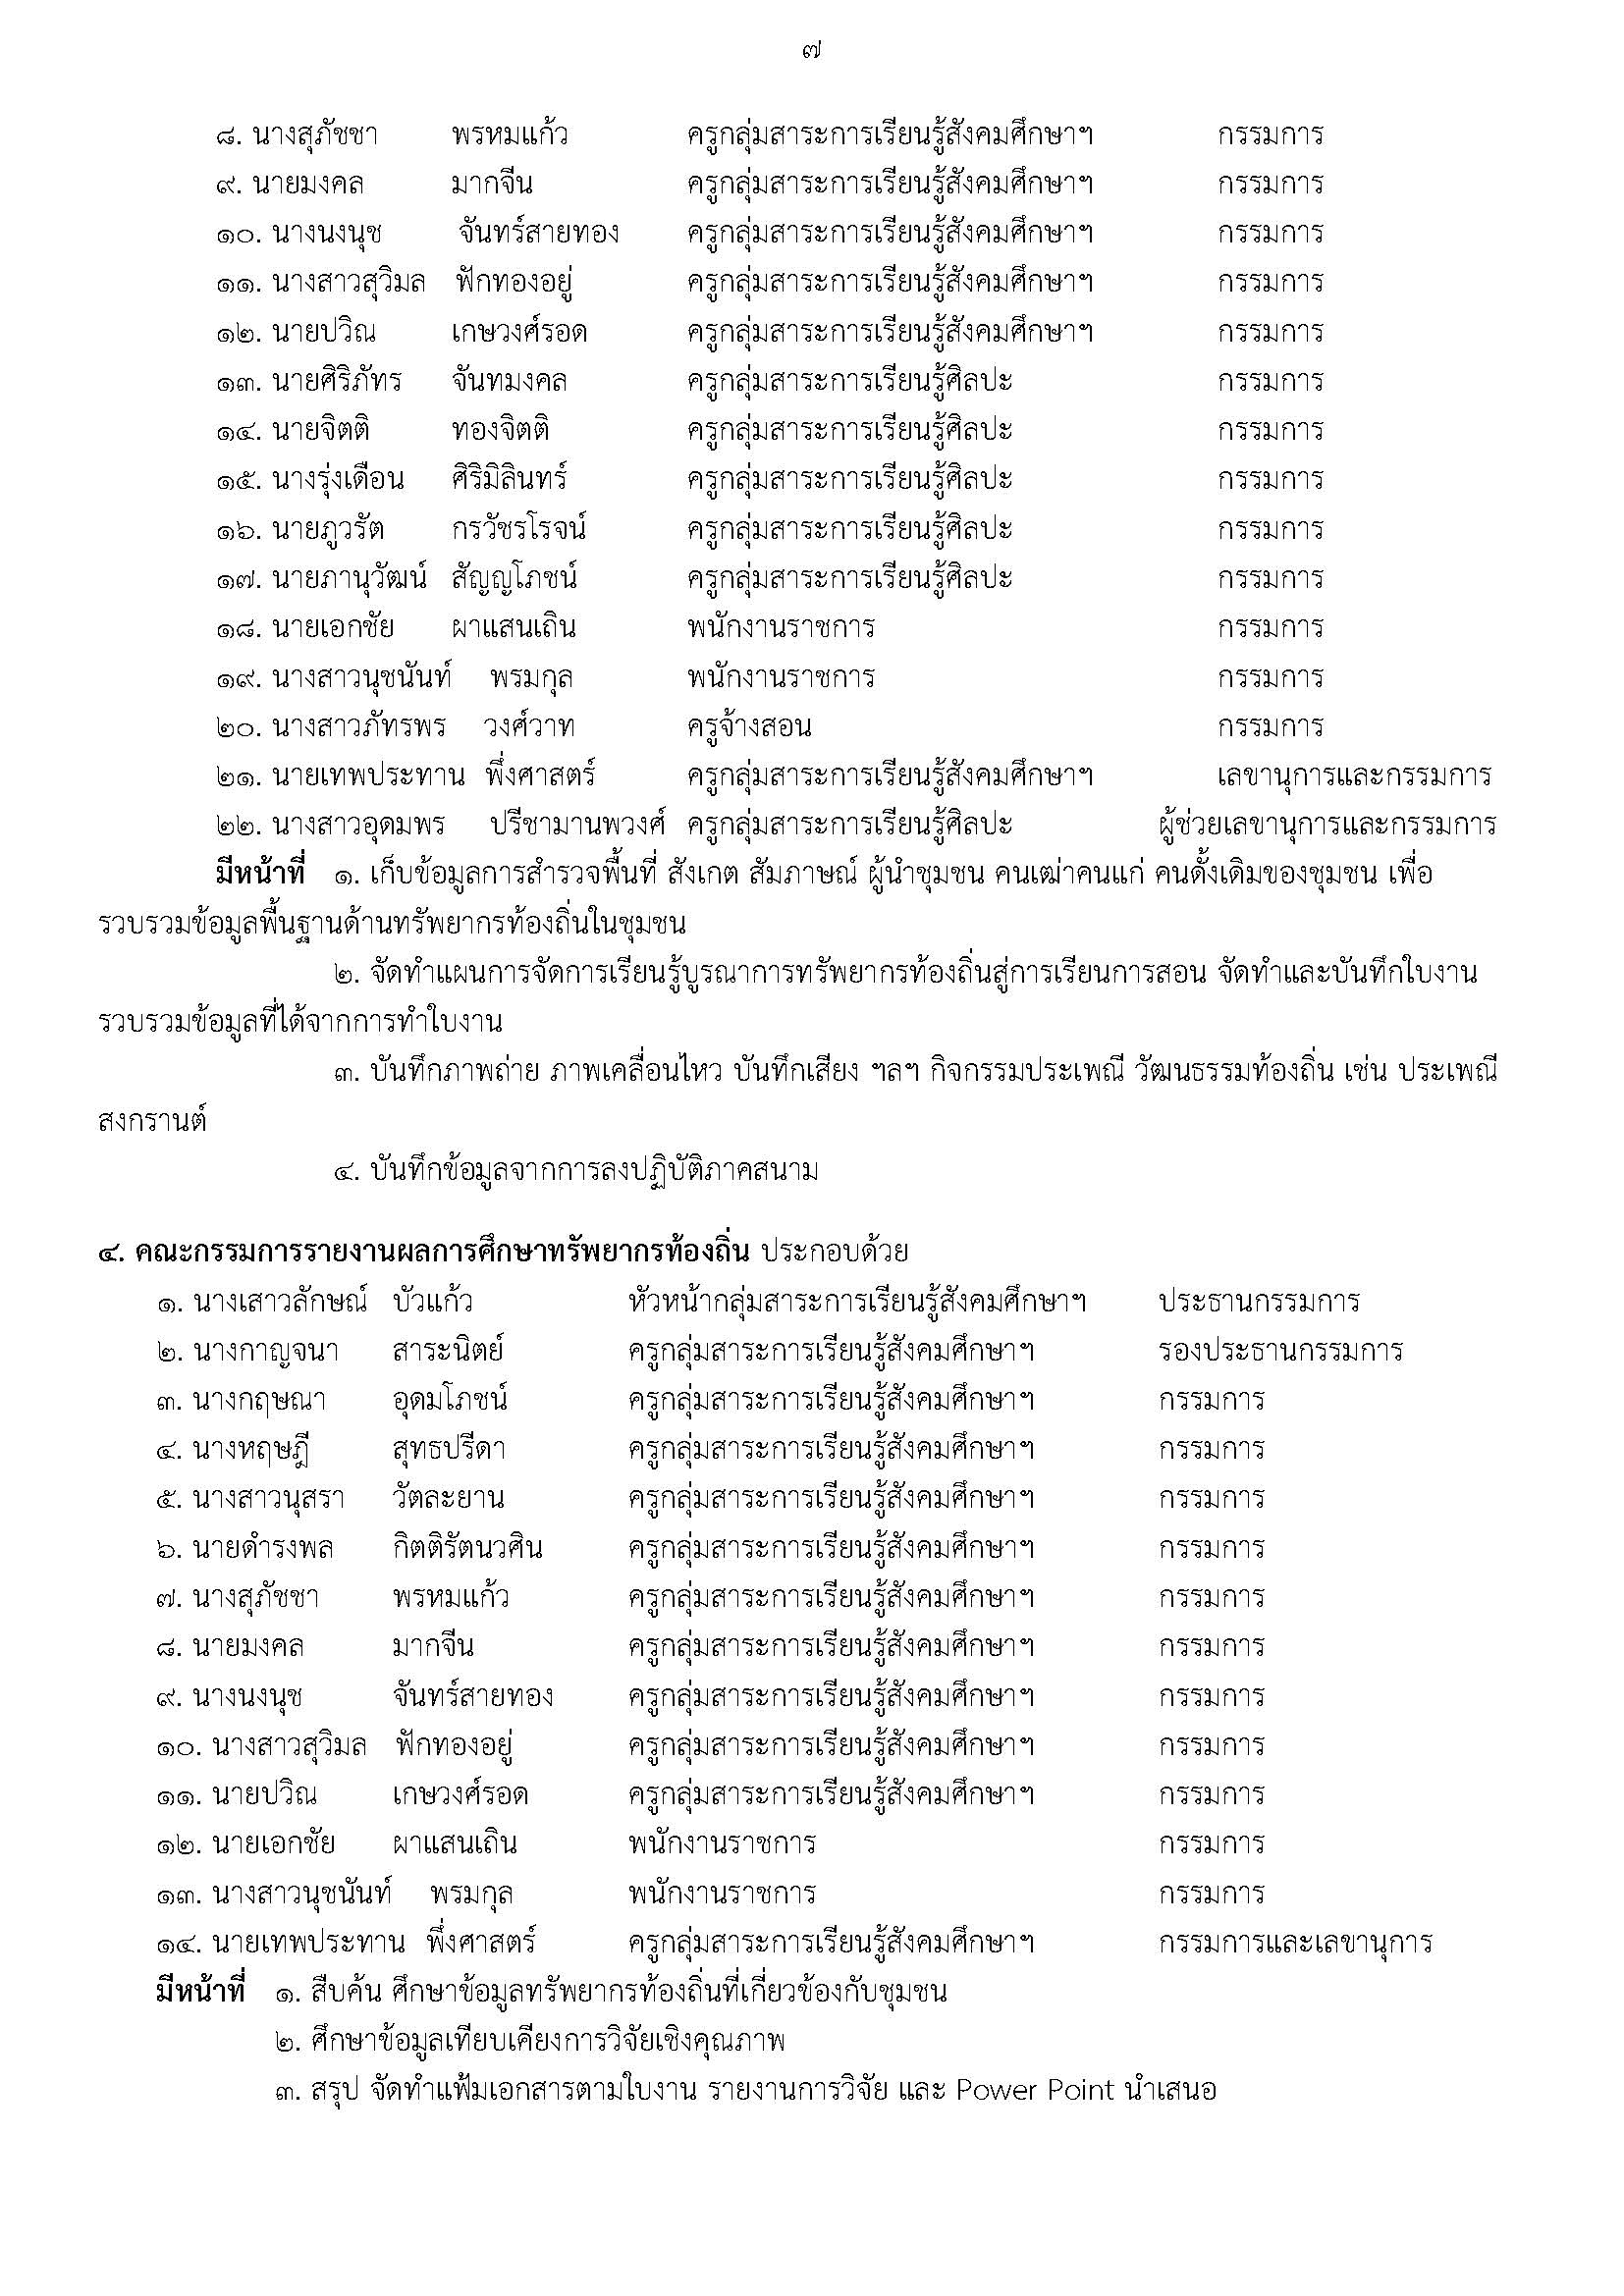 ๗
๘. นางสุภัชชา พรหมแก้ว ครูกลุ่มสาระการเรียนรู้สังคมศึกษาฯ กรรมการ
๙. นายมงคล มากจีน ครูกลุ่มสาระการเรียนรู้สังคมศึกษาฯ กรรมการ
๑๐. นางนงนุช จันทร์สายทอง ครูกลุ่มสาระการเรียนรู้สังคมศึกษาฯ กรรมการ
๑๑. นางสาวสุวิมล ฟักทองอยู่ ครูกลุ่มสาระการเรียนรู้สังคมศึกษาฯ กรรมการ
๑๒. นายปวิณ เกษวงศ์รอด ครูกลุ่มสาระการเรียนรู้สังคมศึกษาฯ กรรมการ
๑๓. นายศิริภัทร จันทมงคล ครูกลุ่มสาระการเรียนรู้ศิลปะ กรรมการ
๑๔. นายจิตติ ทองจิตติ ครูกลุ่มสาระการเรียนรู้ศิลปะ กรรมการ
๑๕. นางรุ่งเดือน ศิริมิลินทร์ ครูกลุ่มสาระการเรียนรู้ศิลปะ กรรมการ
๑๖. นายภูวรัต กรวัชรโรจน์ ครูกลุ่มสาระการเรียนรู้ศิลปะ กรรมการ
๑๗. นายภานุวัฒน์ สัญญโภชน์ ครูกลุ่มสาระการเรียนรู้ศิลปะ กรรมการ
๑๘. นายเอกชัย ผาแสนเถิน พนักงานราชการ กรรมการ
๑๙. นางสาวนุชนันท์ พรมกุล พนักงานราชการ กรรมการ
๒๐. นางสาวภัทรพร วงศ์วาท ครูจ้างสอน กรรมการ
๒๑. นายเทพประทาน พึ่งศาสตร์ ครูกลุ่มสาระการเรียนรู้สังคมศึกษาฯ เลขานุการและกรรมการ
๒๒. นางสาวอุดมพร ปรีชามานพวงศ์ ครูกลุ่มสาระการเรียนรู้ศิลปะ ผู้ช่วยเลขานุการและกรรมการ
มีหน้าที่ ๑. เก็บข้อมูลการสำรวจพื้นที่ สังเกต สัมภาษณ์ ผู้นำชุมชน คนเฒ่าคนแก่ คนดั้งเดิมของชุมชน เพื่อ
รวบรวมข้อมูลพื้นฐานด้านทรัพยากรท้องถิ่นในชุมชน
๒. จัดทำแผนการจัดการเรียนรู้บูรณาการทรัพยากรท้องถิ่นสู่การเรียนการสอน จัดทำและบันทึกใบงาน
รวบรวมข้อมูลที่ได้จากการทำใบงาน
๓. บันทึกภาพถ่าย ภาพเคลื่อนไหว บันทึกเสียง ฯลฯ กิจกรรมประเพณี วัฒนธรรมท้องถิ่น เช่น ประเพณี
สงกรานต์
๔. บันทึกข้อมูลจากการลงปฏิบัติภาคสนาม
๔. คณะกรรมการรายงานผลการศึกษาทรัพยากรท้องถิ่น ประกอบด้วย
๑. นางเสาวลักษณ์ บัวแก้ว หัวหน้ากลุ่มสาระการเรียนรู้สังคมศึกษาฯ ประธานกรรมการ
๒. นางกาญจนา สาระนิตย์ ครูกลุ่มสาระการเรียนรู้สังคมศึกษาฯ รองประธานกรรมการ
๓. นางกฤษณา อุดมโภชน์ ครูกลุ่มสาระการเรียนรู้สังคมศึกษาฯ กรรมการ
๔. นางหฤษฎี สุทธปรีดา ครูกลุ่มสาระการเรียนรู้สังคมศึกษาฯ กรรมการ
๕. นางสาวนุสรา วัตละยาน ครูกลุ่มสาระการเรียนรู้สังคมศึกษาฯ กรรมการ
๖. นายดำรงพล กิตติรัตนวศิน ครูกลุ่มสาระการเรียนรู้สังคมศึกษาฯ กรรมการ
๗. นางสุภัชชา พรหมแก้ว ครูกลุ่มสาระการเรียนรู้สังคมศึกษาฯ กรรมการ
๘. นายมงคล มากจีน ครูกลุ่มสาระการเรียนรู้สังคมศึกษาฯ กรรมการ
๙. นางนงนุช จันทร์สายทอง ครูกลุ่มสาระการเรียนรู้สังคมศึกษาฯ กรรมการ
๑๐. นางสาวสุวิมล ฟักทองอยู่ ครูกลุ่มสาระการเรียนรู้สังคมศึกษาฯ กรรมการ
๑๑. นายปวิณ เกษวงศ์รอด ครูกลุ่มสาระการเรียนรู้สังคมศึกษาฯ กรรมการ
๑๒. นายเอกชัย ผาแสนเถิน พนักงานราชการ กรรมการ
๑๓. นางสาวนุชนันท์ พรมกุล พนักงานราชการ กรรมการ
๑๔. นายเทพประทาน พึ่งศาสตร์ ครูกลุ่มสาระการเรียนรู้สังคมศึกษาฯ กรรมการและเลขานุการ
มีหน้าที่ ๑. สืบค้น ศึกษาข้อมูลทรัพยากรท้องถิ่นที่เกี่ยวข้องกับชุมชน
๒. ศึกษาข้อมูลเทียบเคียงการวิจัยเชิงคุณภาพ
๓. สรุป จัดทำแฟ้มเอกสารตามใบงาน รายงานการวิจัย และ Power Point นำเสนอ